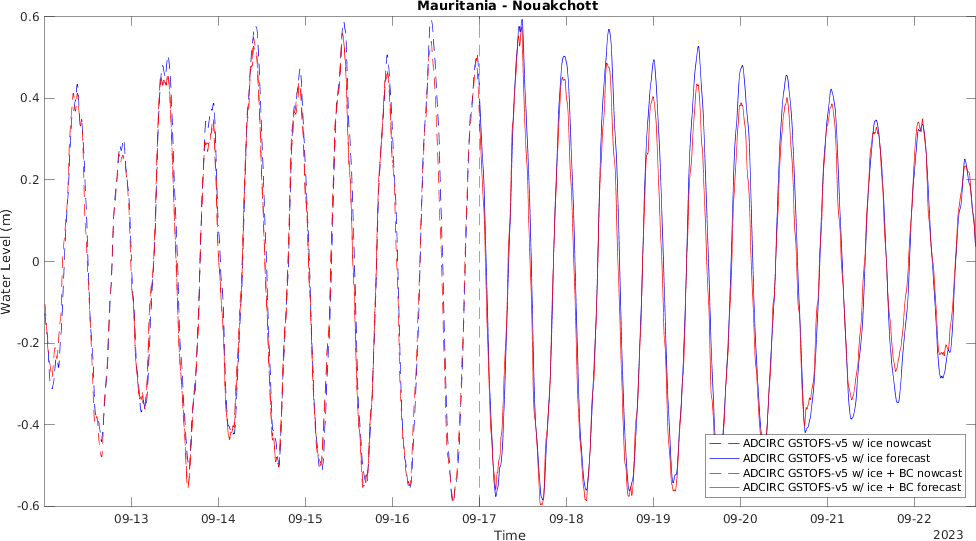 Mauritania - Nouakchott
0.6
0.4
0.2
0
-0.2
-0.4
-0.6
Water Level (m)
ADCIRC GSTOFS-v5 w/ ice nowcast
ADCIRC GSTOFS-v5 w/ ice forecast
ADCIRC GSTOFS-v5 w/ ice + BC nowcast
ADCIRC GSTOFS-v5 w/ ice + BC forecast
09-13 09-14 09-15 09-16 09-17 09-18 09-19 09-20 09-21 09-22
Time
2023